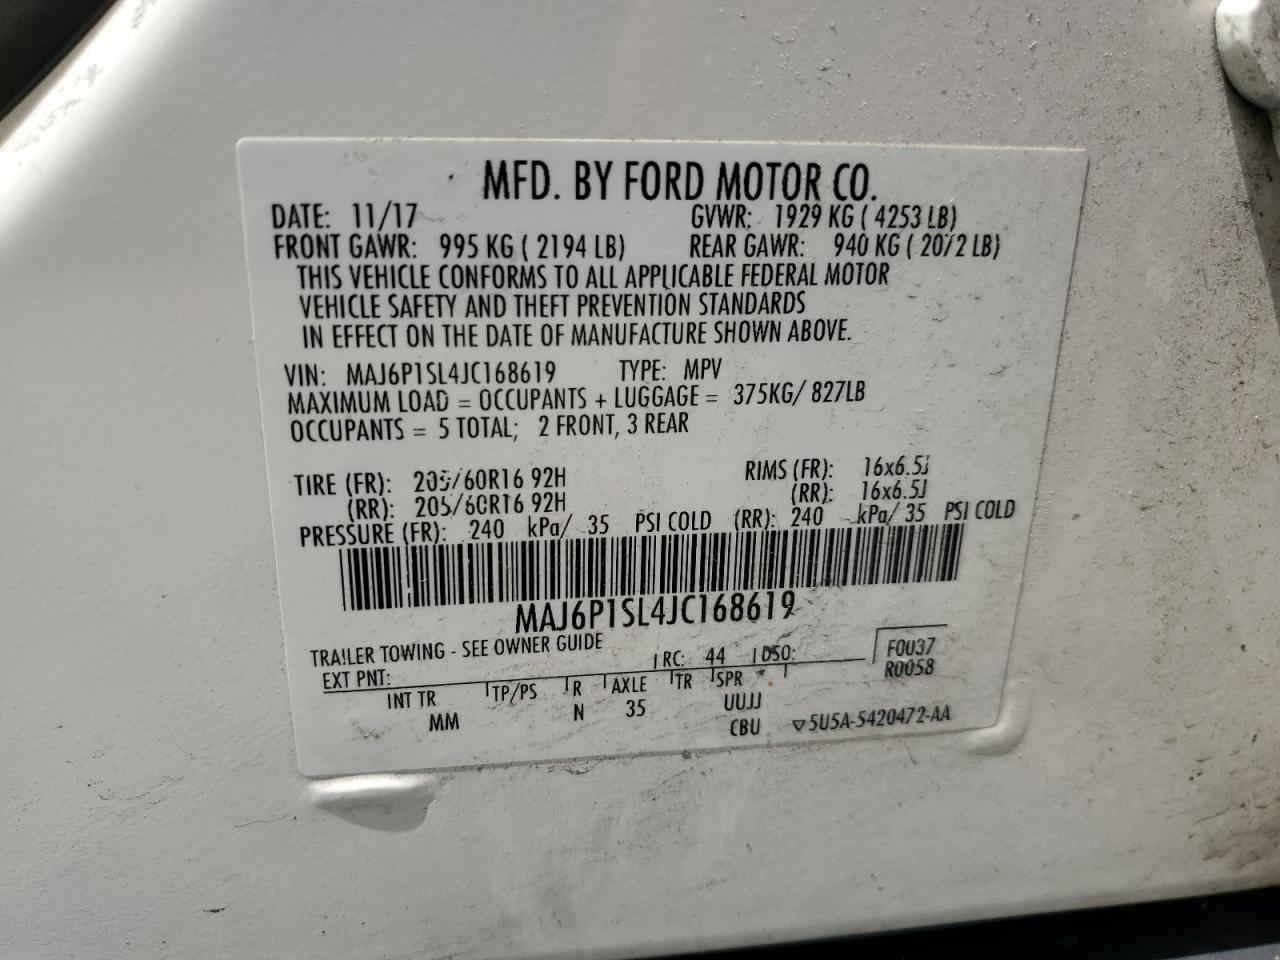 MFD. BY FORD MOTOR CO.
DATE: 11/17 GVWR: 1929 KG ( 4253 LB)
FRONT GAWR: 995 KG ( 2194 LB) REAR GAWR: 940 KG ( 2072 LB)
THIS VEHICLE CONFORMS TO ALL APPLICABLE FEDERAL MOTOR
VEHICLE SAFETY AND THEFT PREVENTION STANDARDS
IN EFFECT ON THE DATE OF MANUFACTURE SHOWN ABOVE.
VIN: MAJ6P1SL4JC168619 TYPE: MPV
MAXIMUM LOAD = OCCUPANTS + LUGGAGE = 375KG/ 827LB
OCCUPANTS = 5 TOTAL; 2 FRONT, 3 REAR
TIRE (FR): 205/60R16 92H RIMS (FR): 16x6.5J
(RR): 205/60R16 92H (RR): 16x6.5J
PRESSURE (FR): 240 kPa/ 35 PSI COLD (RR): 240 kPa/ 35 PSI COLD
MAJ6P1SL4JC168619
TRAILER TOWING - SEE OWNER GUIDE
EXT PNT: RC: 44 DSO: F0037
R0058
INT TR TP/PS R AXLE TR SPR
MM N 35 UUJJ
CBU ▽5U5A-5420472-AA